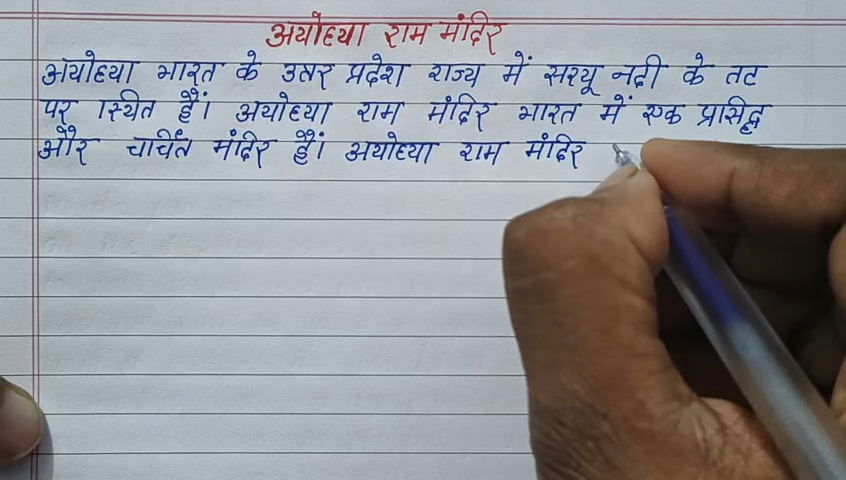 अयोध्या राम मंदिर
अयोध्या भारत के उत्तर प्रदेश राज्य में सरयू नदी के तट
पर स्थित हैं। अयोध्या राम मंदिर भारत में एक प्रसिद्ध
और चर्चित मंदिर हैं। अयोध्या राम मंदिर